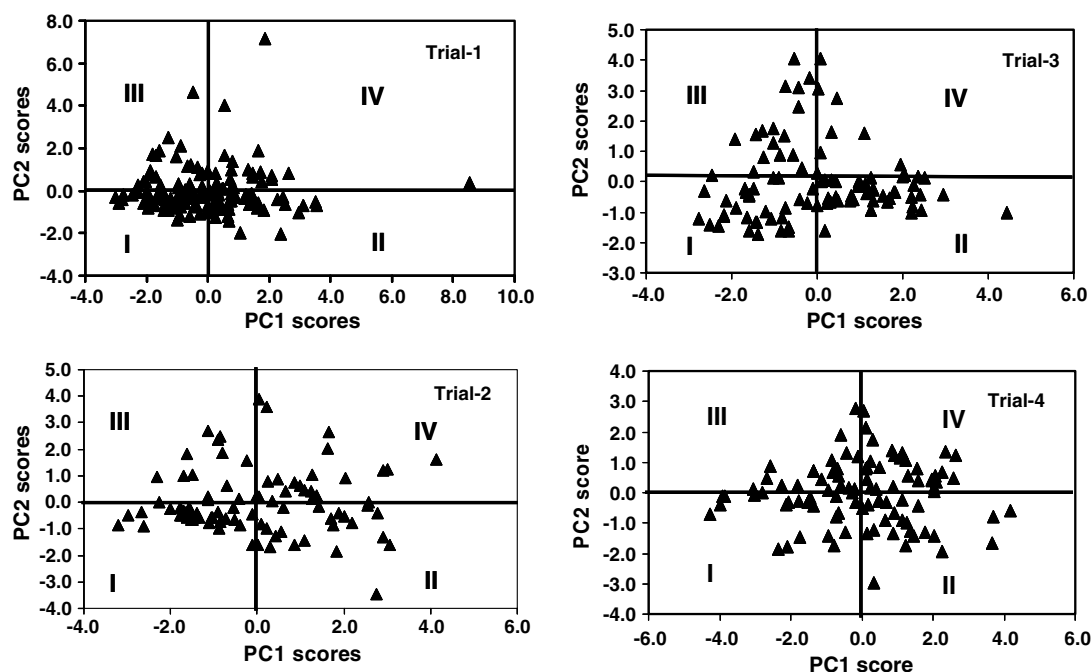 8.0
6.0
4.0
2.0
0.0
-2.0
-4.0
PC2 scores
Trial-1
III
IV
I
II
-4.0 -2.0 0.0 2.0 4.0 6.0 8.0 10.0
PC1 scores
5.0
4.0
3.0
2.0
1.0
0.0
-1.0
-2.0
-3.0
PC2 scores
Trial-3
III
IV
I
II
-4.0 -2.0 0.0 2.0 4.0 6.0
PC1 scores
5.0
4.0
3.0
2.0
1.0
0.0
-1.0
-2.0
-3.0
-4.0
PC2 scores
Trial-2
III
IV
I
II
-4.0 -2.0 0.0 2.0 4.0 6.0
PC1 scores
4.0
3.0
2.0
1.0
0.0
-1.0
-2.0
-3.0
-4.0
PC2 score
Trial-4
III
IV
I
II
-6.0 -4.0 -2.0 0.0 2.0 4.0 6.0
PC1 score